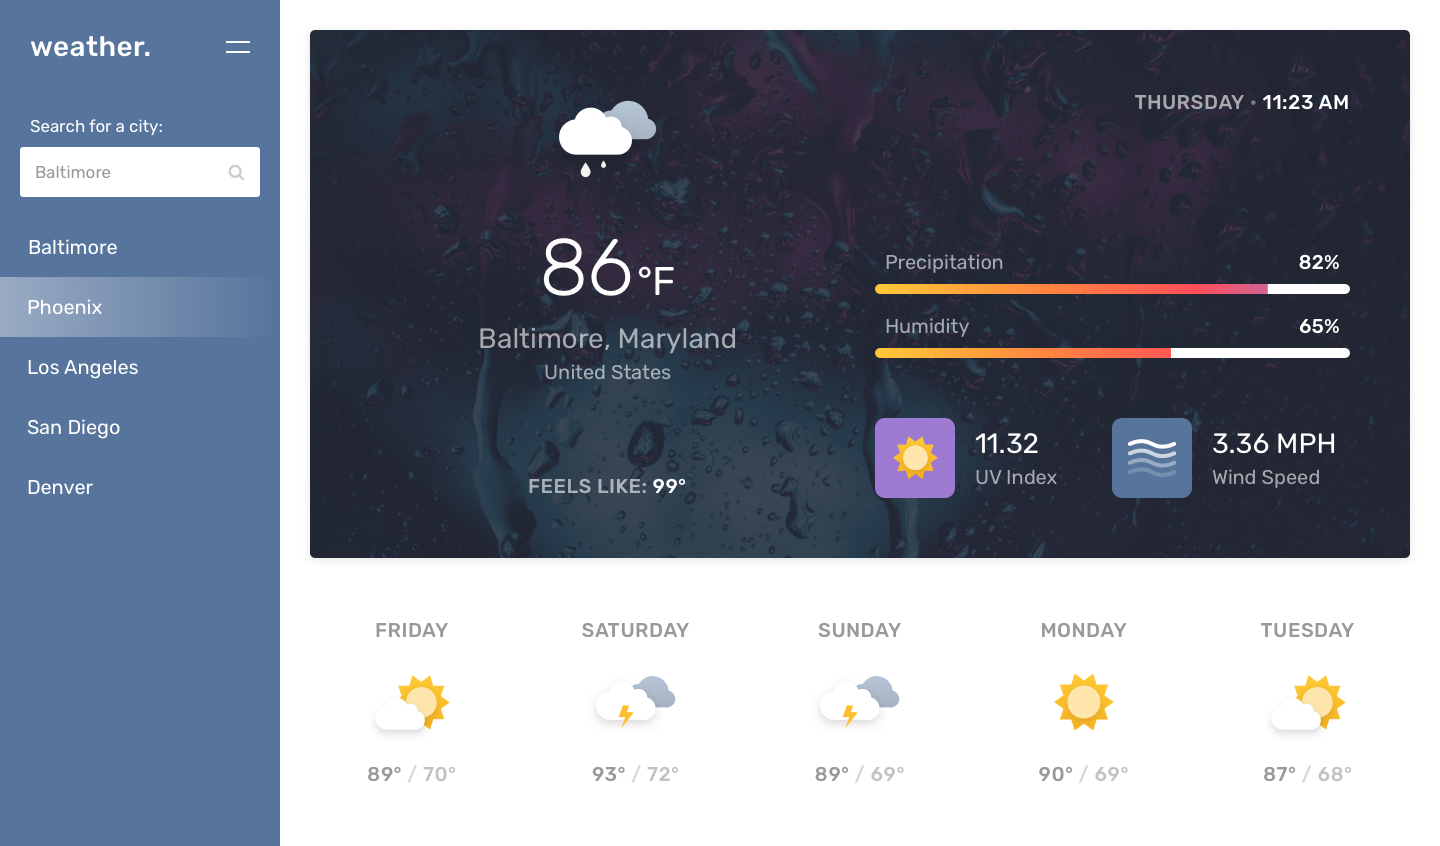 weather.
Search for a city:
Baltimore
Baltimore
Phoenix
Los Angeles
San Diego
Denver
THURSDAY • 11:23 AM
86°F
Baltimore, Maryland
United States
FEELS LIKE: 99°
Precipitation 82%
Humidity 65%
11.32
UV Index
3.36 MPH
Wind Speed
FRIDAY
89° / 70°
SATURDAY
93° / 72°
SUNDAY
89° / 69°
MONDAY
90° / 69°
TUESDAY
87° / 68°